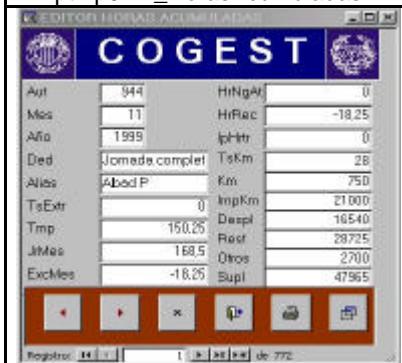 EDITOR HORAS ACUMULADAS
COGEST
Aut 944 HrNgAt 0
Mes 11 HrRec -18,25
Año 1999 IpHrtr 0
Ded Jornada complet TsKm 28
Alias Abad P Km 750
TsExtr 0 ImpKm 21000
Tmp 150,25 Despl 16540
JrMes 168,5 Rest 28725
ExcMes -18,25 Otros 2700
Supl 47965
Registro: 1 de 772